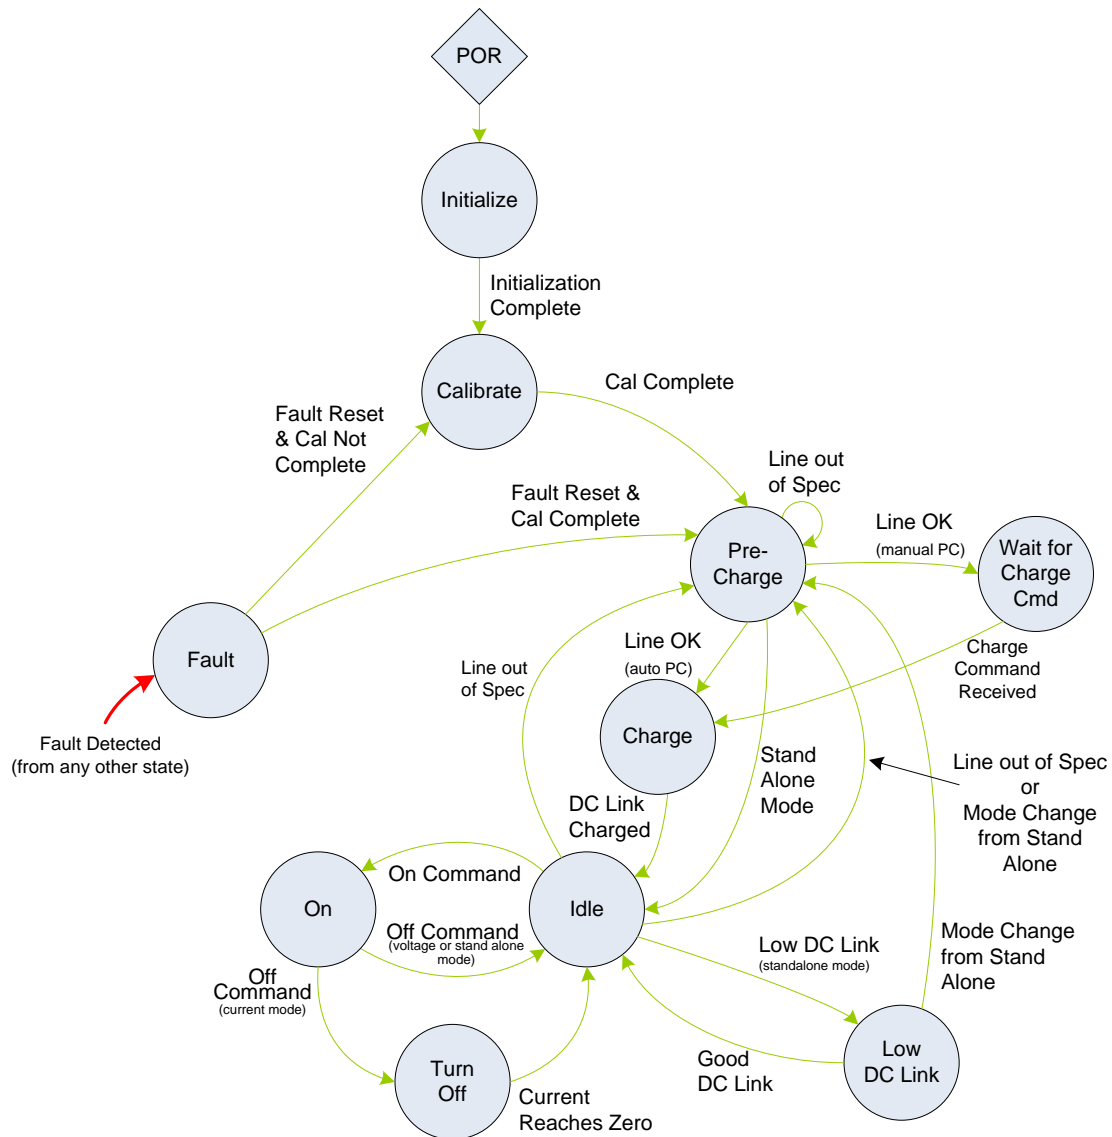 POR
Initialize
Initialization
Complete
Calibrate
Cal Complete
Fault Reset
& Cal Not
Complete
Line out
of Spec
Fault Reset &
Cal Complete
Line OK
(manual PC)
Pre-
Charge
Wait for
Charge
Cmd
Fault
Line out
of Spec
Line OK
(auto PC)
Charge
Command
Received
Fault Detected
(from any other state)
Charge
Stand
Alone
Mode
Line out of Spec
or
Mode Change
from Stand
Alone
DC Link
Charged
On Command
On
Idle
Off Command
(voltage or stand alone
mode)
Low DC Link
(standalone mode)
Mode Change
from Stand
Alone
Off
Command
(current mode)
Turn
Off
Good
DC Link
Low
DC Link
Current
Reaches Zero